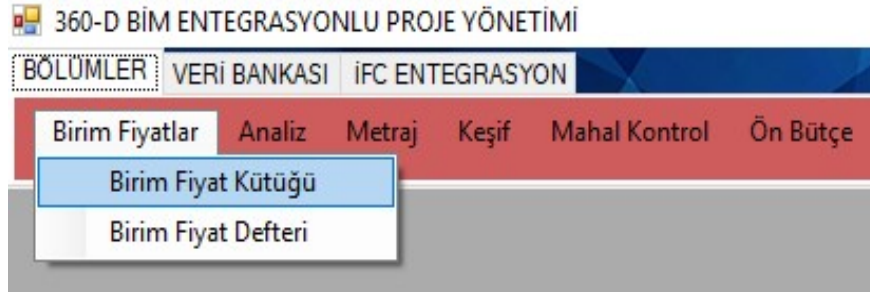 360-D BİM ENTEGRASYONLU PROJE YÖNETİMİ
BÖLÜMLER VERİ BANKASI İFC ENTEGRASYON
Birim Fiyatlar Analiz Metraj Keşif Mahal Kontrol Ön Bütçe
Birim Fiyat Kütüğü
Birim Fiyat Defteri